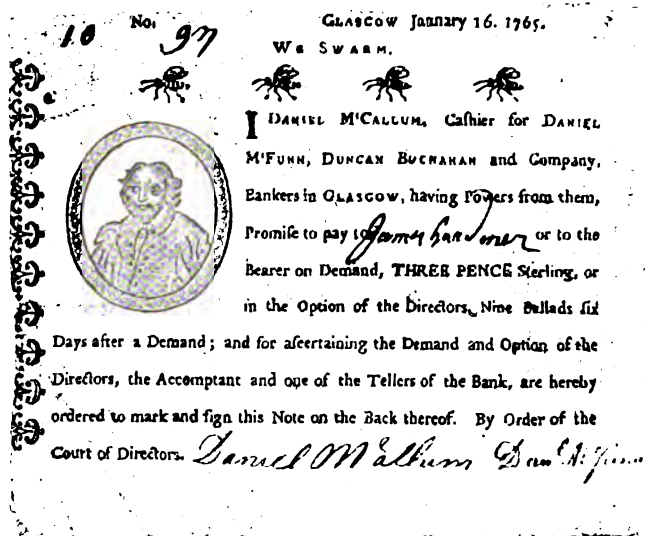 10 No. 97 GLASGOW January 16. 1765.
WE SWARM.
I DANIEL M'CALLUM, Cashier for DANIEL
M'FUNN, DUNCAN BUCHANAN and Company,
Bankers in GLASGOW, having Powers from them,
Promise to pay to James Gardner or to the
Bearer on Demand, THREE PENCE Sterling, or
in the Option of the Directors, Nine Ballads six
Days after a Demand; and for ascertaining the Demand and Option of the
Directors, the Accomptant and one of the Tellers of the Bank, are hereby
ordered to mark and sign this Note on the Back thereof. By Order of the
Court of Directors. Daniel McCallum Danl